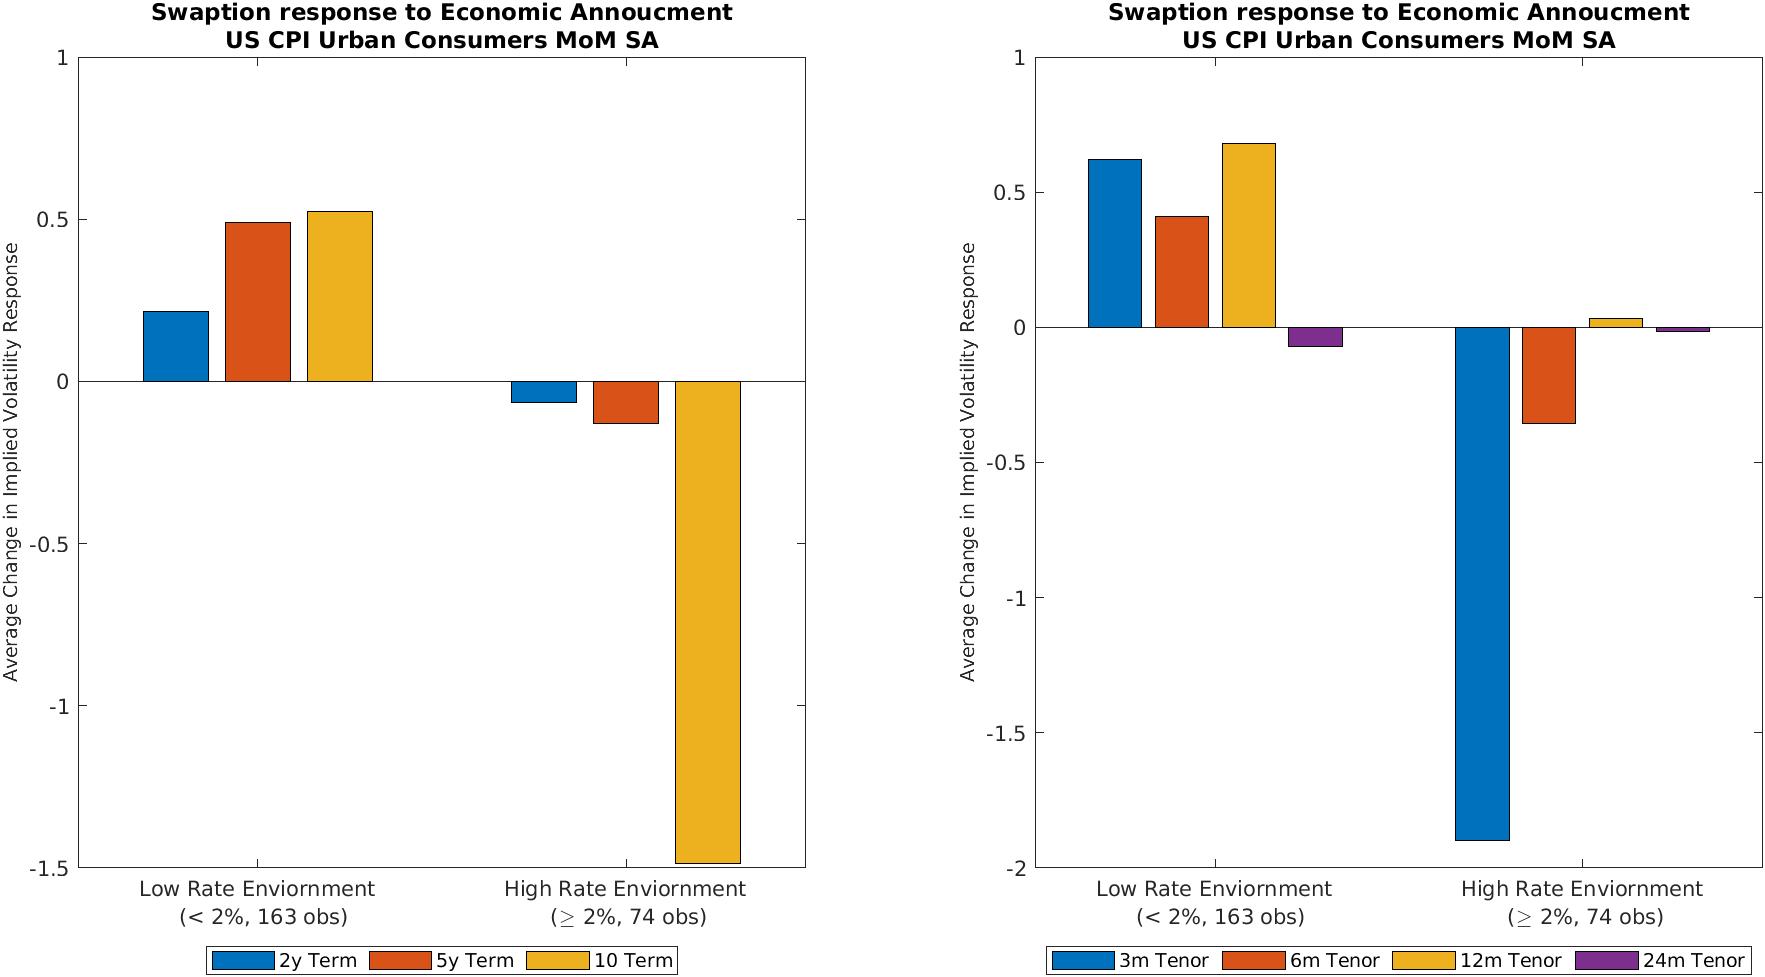 Swaption response to Economic Annoucment
US CPI Urban Consumers MoM SA
1
0.5
0
-0.5
-1
-1.5
Average Change in Implied Volatility Response
Low Rate Enviornment
(< 2%, 163 obs)
High Rate Enviornment
(≥ 2%, 74 obs)
2y Term
5y Term
10 Term
Swaption response to Economic Annoucment
US CPI Urban Consumers MoM SA
1
0.5
0
-0.5
-1
-1.5
-2
Average Change in Implied Volatility Response
Low Rate Enviornment
(< 2%, 163 obs)
High Rate Enviornment
(≥ 2%, 74 obs)
3m Tenor
6m Tenor
12m Tenor
24m Tenor